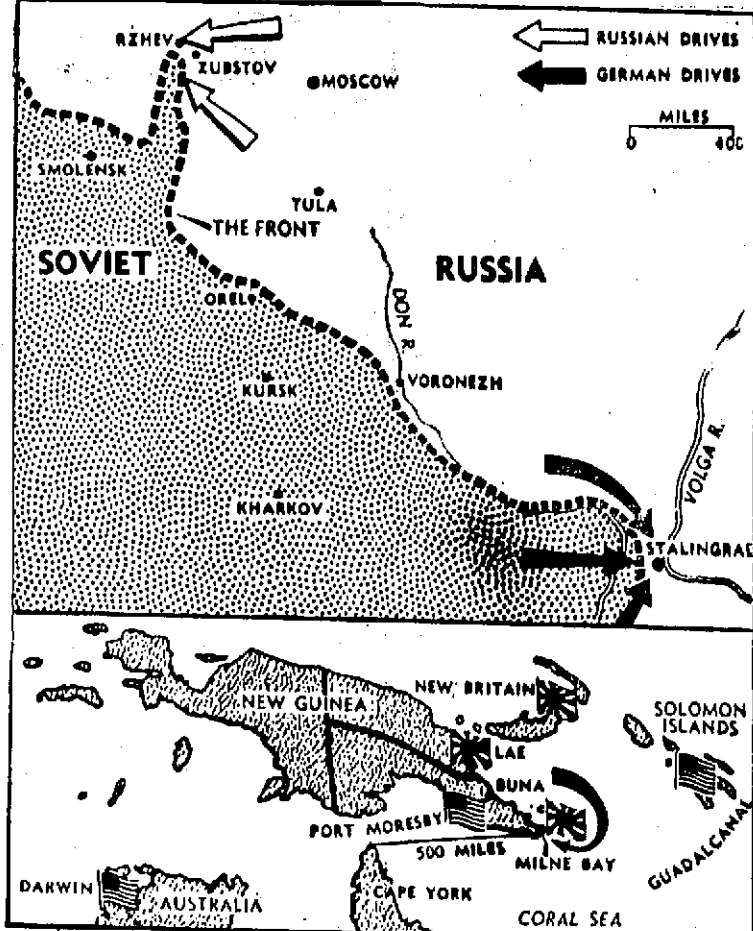 RZHEV
RUSSIAN DRIVES
ZUBSTOV
MOSCOW
GERMAN DRIVES
MILES
0 400
SMOLENSK
TULA
THE FRONT
SOVIET RUSSIA
DON R.
OREL
VORONEZH
KURSK
VOLGA R.
KHARKOV
STALINGRAD
NEW BRITAIN
NEW GUINEA
SOLOMON
ISLANDS
LAE
BUNA
PORT MORESBY
500 MILES
MILNE BAY
GUADALCANAL
DARWIN
AUSTRALIA
CAPE YORK
CORAL SEA